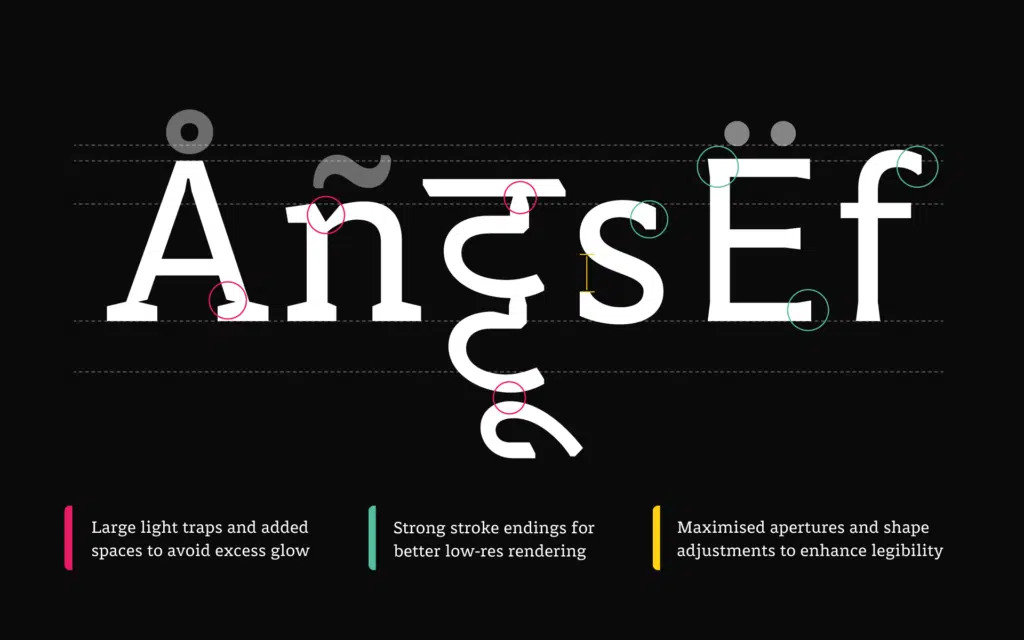 Åñट्टूsËf
Large light traps and added
spaces to avoid excess glow
Strong stroke endings for
better low-res rendering
Maximised apertures and shape
adjustments to enhance legibility